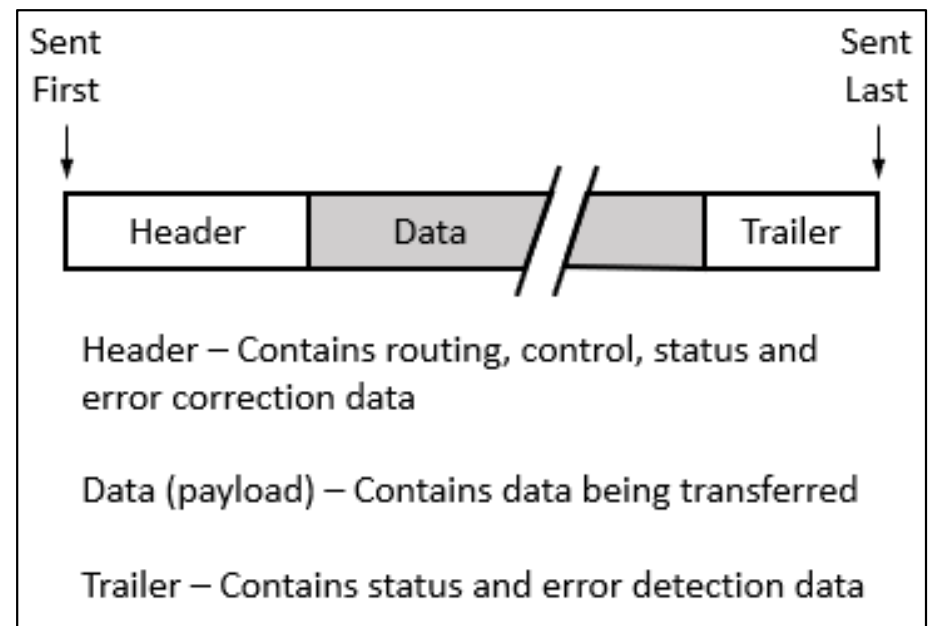 Sent Sent
First Last
Header Data Trailer
Header – Contains routing, control, status and
error correction data
Data (payload) – Contains data being transferred
Trailer – Contains status and error detection data